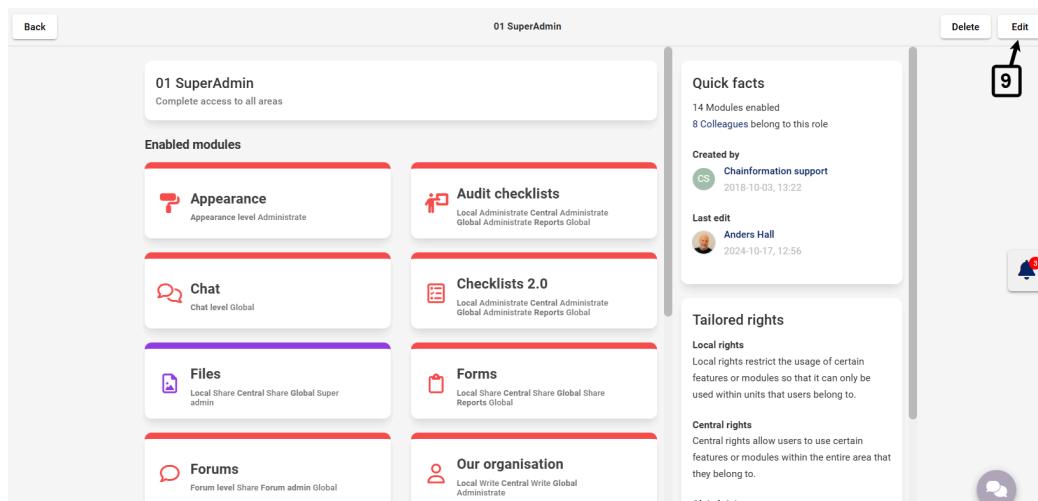 Back
01 SuperAdmin
Delete
Edit
9
01 SuperAdmin
Complete access to all areas
Enabled modules
Appearance
Appearance level Administrate
Audit checklists
Local Administrate Central Administrate
Global Administrate Reports Global
Chat
Chat level Global
Checklists 2.0
Local Administrate Central Administrate
Global Administrate Reports Global
Files
Local Share Central Share Global Super
admin
Forms
Local Share Central Share Global Share
Reports Global
Forums
Forum level Share Forum admin Global
Our organisation
Local Write Central Write Global
Administrate
Quick facts
14 Modules enabled
8 Colleagues belong to this role
Created by
CS
Chainformation support
2018-10-03, 13:22
Last edit
Anders Hall
2024-10-17, 12:56
Tailored rights
Local rights
Local rights restrict the usage of certain
features or modules so that it can only be
used within units that users belong to.
Central rights
Central rights allow users to use certain
features or modules within the entire area that
they belong to.